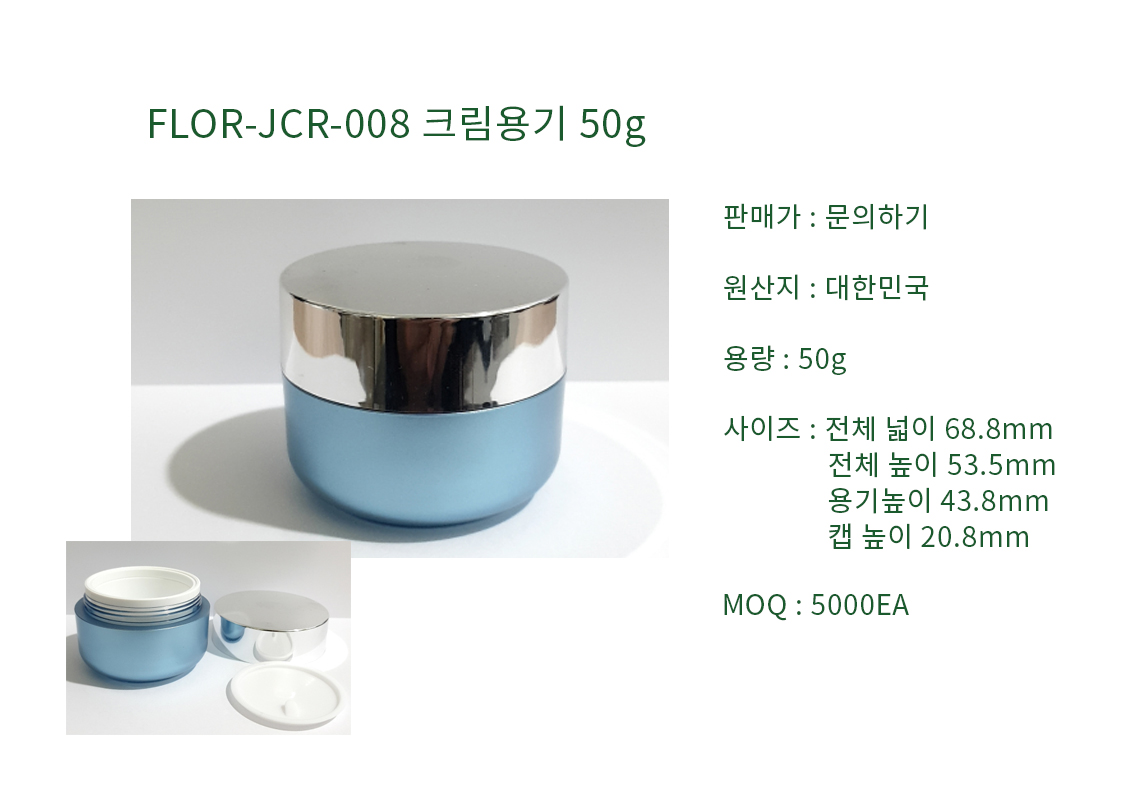 FLOR-JCR-008 크림용기 50g
판매가 : 문의하기
원산지 : 대한민국
용량 : 50g
사이즈 : 전체 넓이 68.8mm
전체 높이 53.5mm
용기높이 43.8mm
캡 높이 20.8mm
MOQ : 5000EA